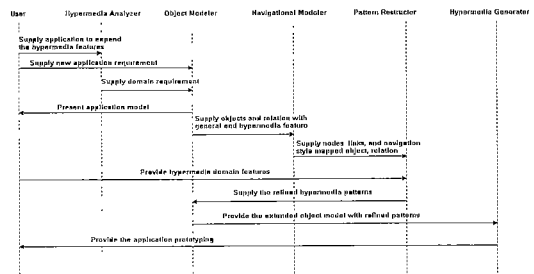 User Hypermedia Analyzer Object Modeler Navigational Modeler Pattern Restructor Hypermedia Generator
Supply application to expend
the hypermedia features
Supply new application requirement
Supply domain requirement
Present application model
Supply objects and relation with
general end hypermedia feature
Supply nodes links, and navigation
style mapped object, relation
Provide hypermedia domain features
Supply the refined hypermedia patterns
Provide the extended object model with refined patterns
Provide the application prototyping